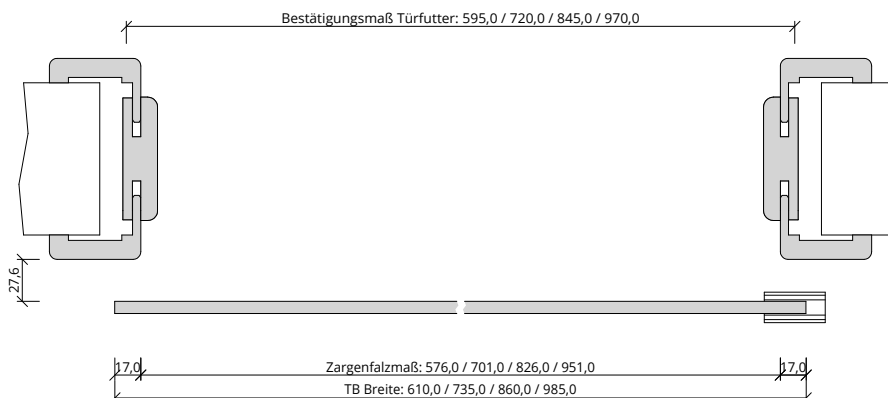 Bestätigungsmaß Türfutter: 595,0 / 720,0 / 845,0 / 970,0
27,6
17,0
Zargenfalzmaß: 576,0 / 701,0 / 826,0 / 951,0
17,0
TB Breite: 610,0 / 735,0 / 860,0 / 985,0